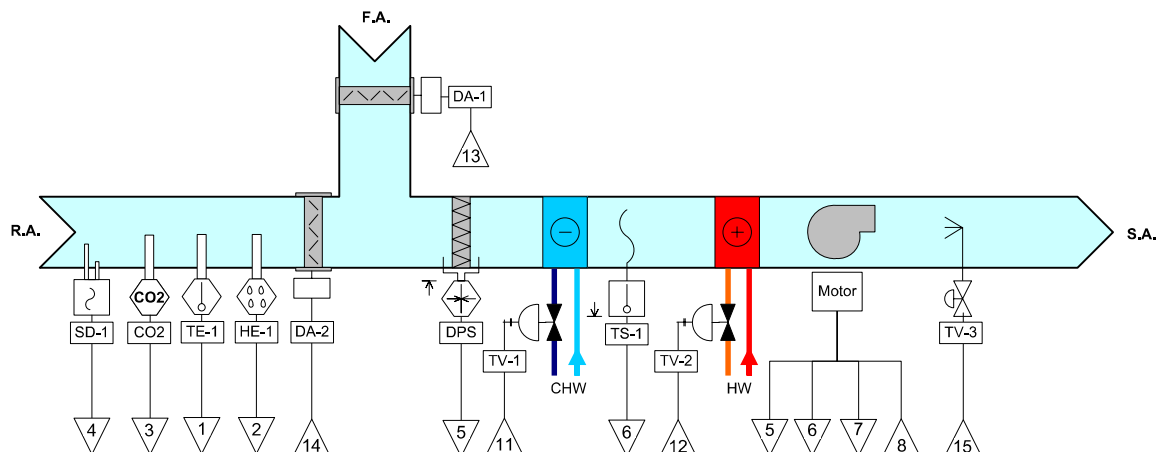 F.A.
DA-1
13
R.A.
S.A.
CO2
Motor
SD-1
CO2
TE-1
HE-1
DA-2
DPS
TS-1
TV-3
TV-1
TV-2
CHW
HW
4
3
1
2
14
5
11
6
12
5
6
7
8
15